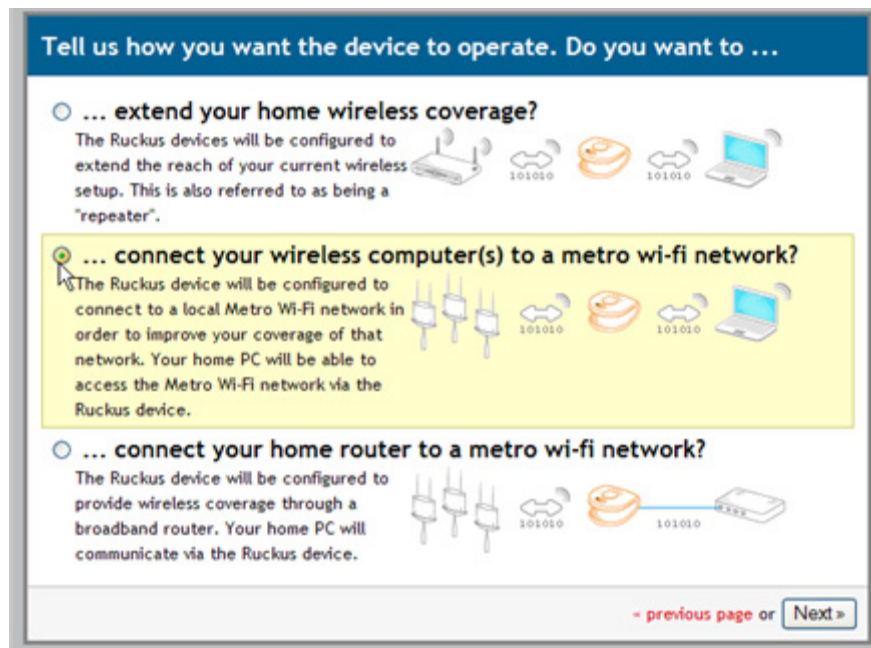 Tell us how you want the device to operate. Do you want to ...
... extend your home wireless coverage?
The Ruckus devices will be configured to
extend the reach of your current wireless
setup. This is also referred to as being a
"repeater".
101010
101010
... connect your wireless computer(s) to a metro wi-fi network?
The Ruckus device will be configured to
connect to a local Metro Wi-Fi network in
order to improve your coverage of that
network. Your home PC will be able to
access the Metro Wi-Fi network via the
Ruckus device.
101010
101010
... connect your home router to a metro wi-fi network?
The Ruckus device will be configured to
provide wireless coverage through a
broadband router. Your home PC will
communicate via the Ruckus device.
101010
101010
« previous page or Next »